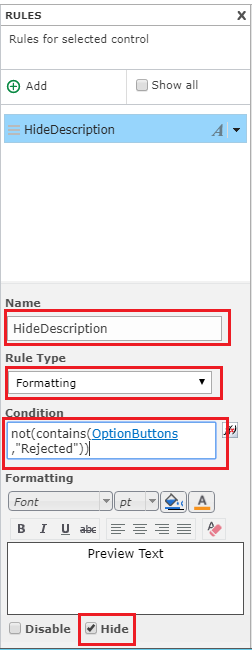 RULES X
Rules for selected control
Add Show all
HideDescription A
Name
HideDescription
Rule Type
Formatting
Condition
not(contains(OptionButtons
,"Rejected"))
Formatting
Font pt A
B I U abc
Preview Text
Disable Hide